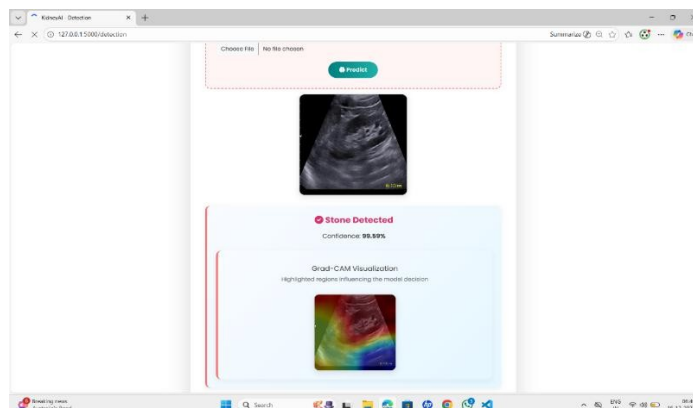 KidneyAI - Detection
127.0.0.1:5000/detection
Summarize
Choose File No file chosen
Predict
Stone Detected
Confidence: 99.59%
Grad-CAM Visualization
Highlighted regions influencing the model decision
Breaking news
Search
ENG